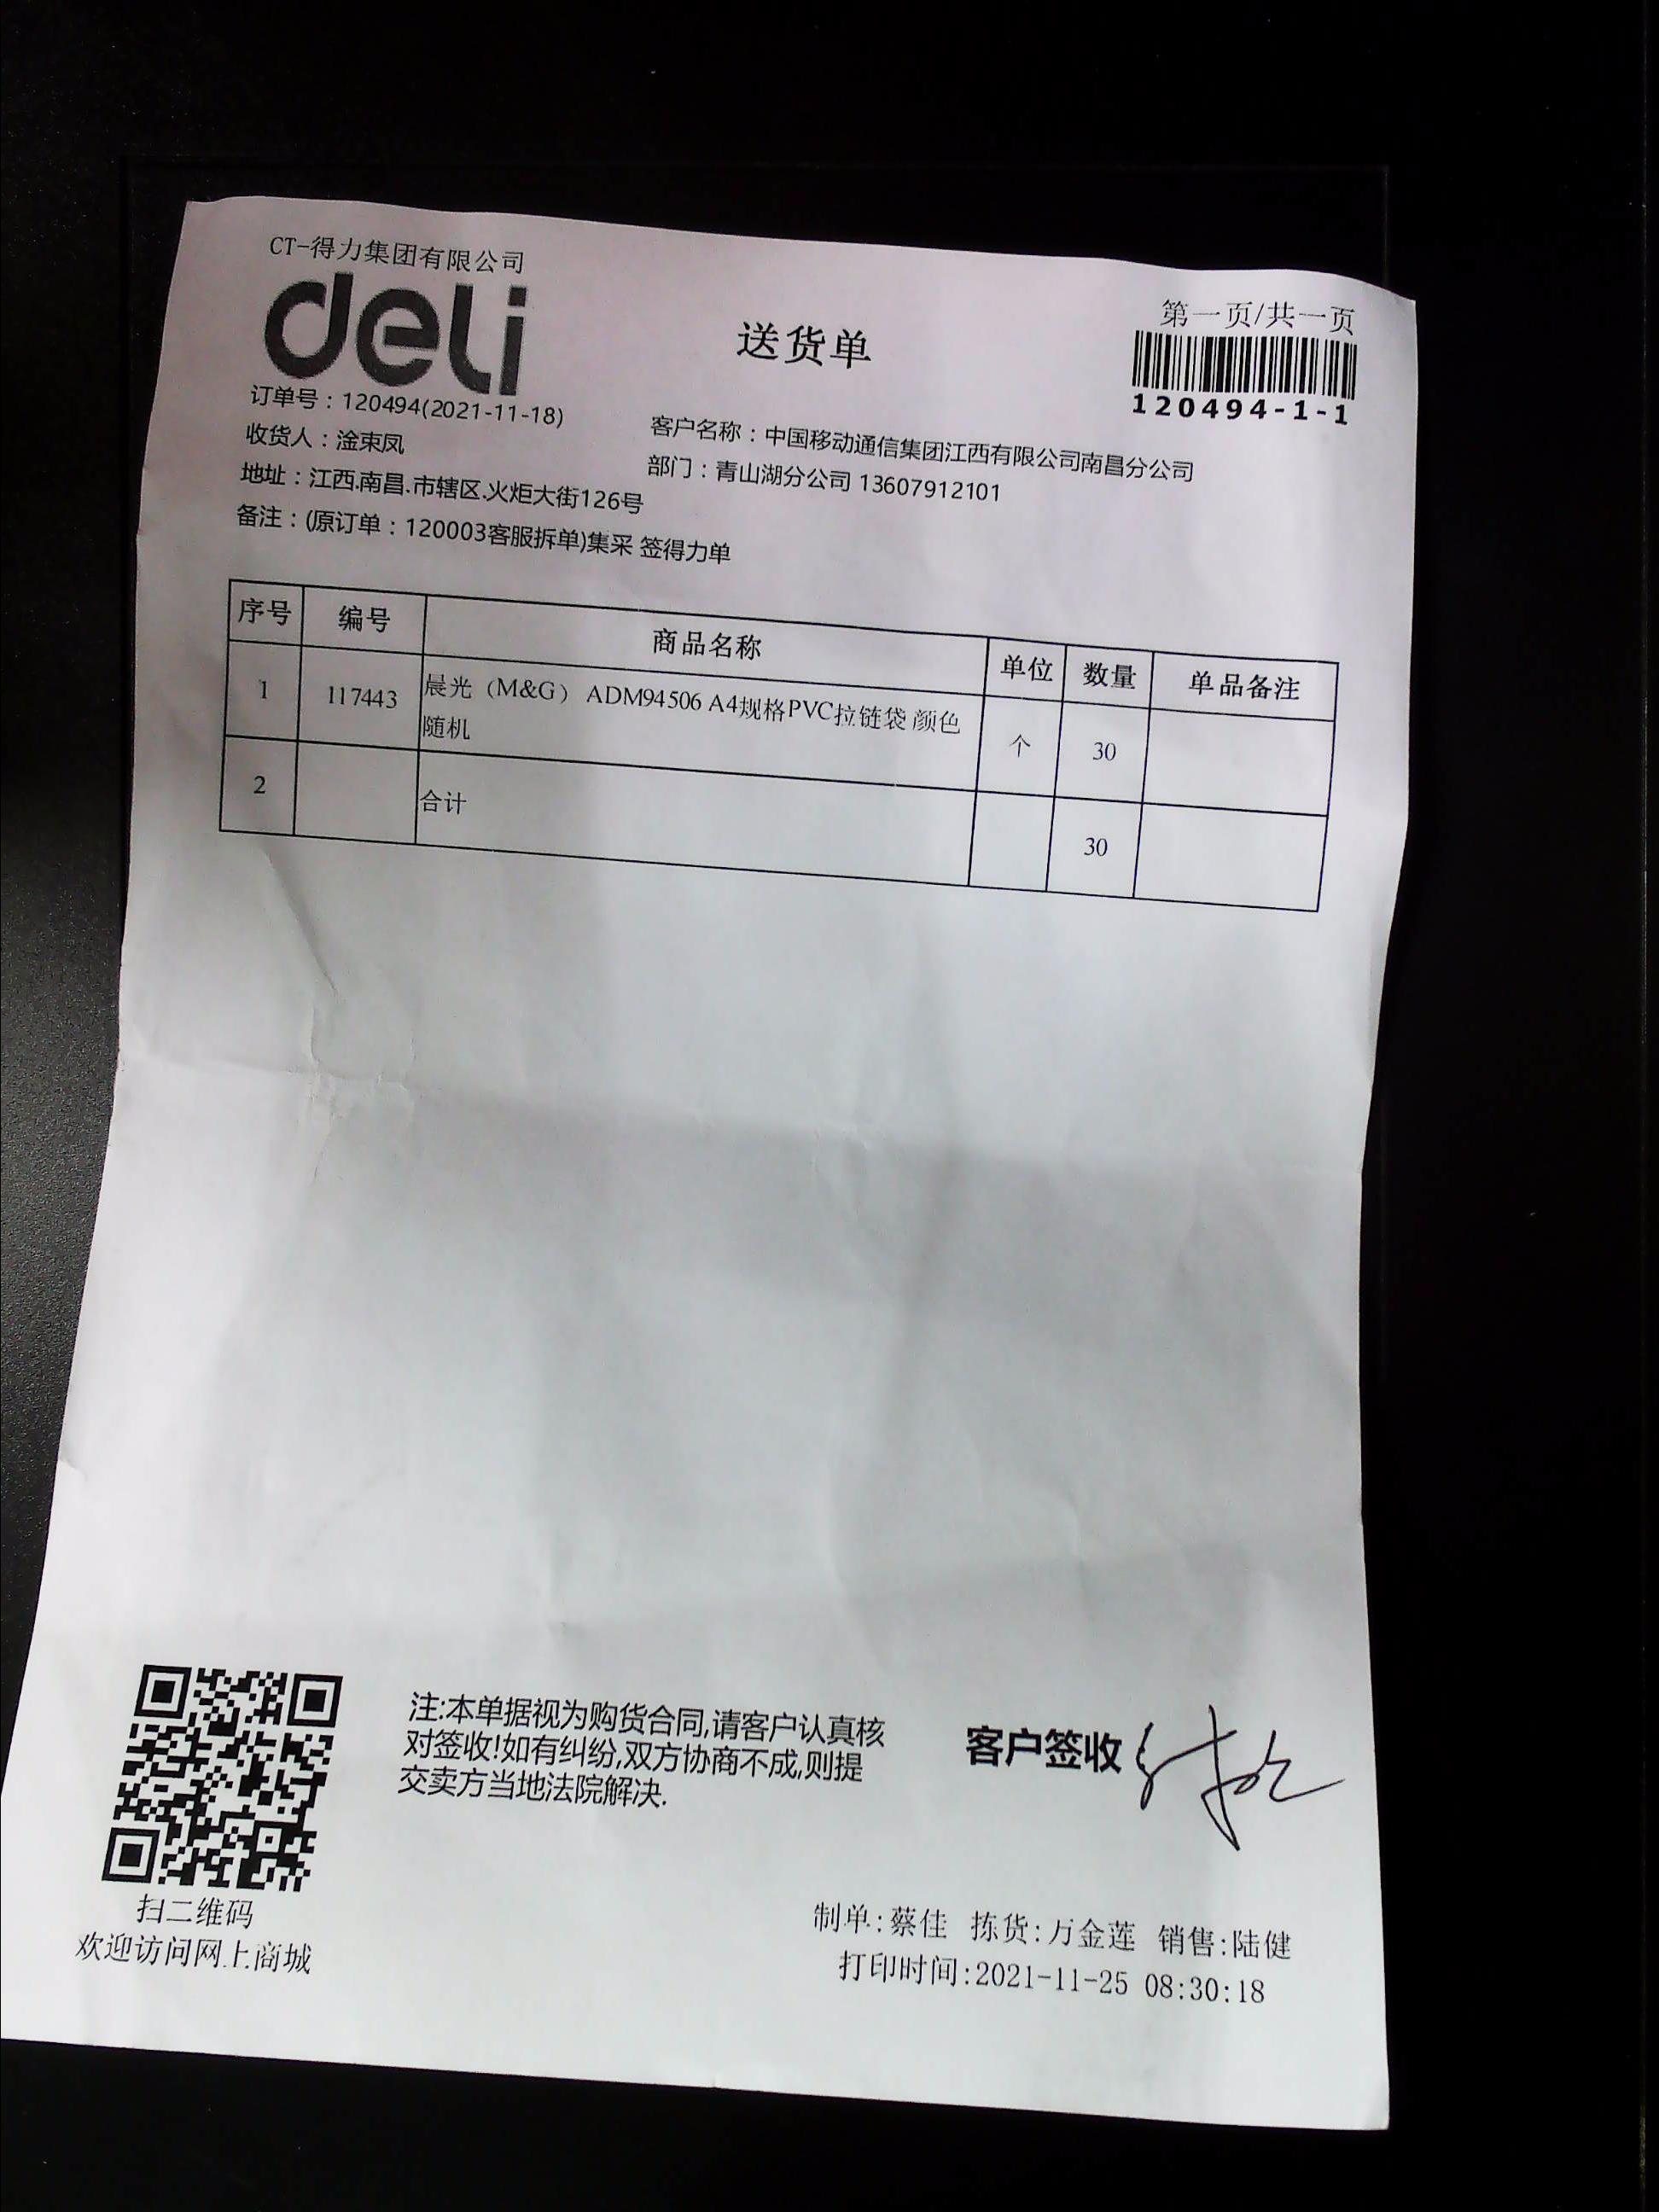 CT-得力集团有限公司
deli
送货单
第一页/共一页
120494-1-1
订单号：120494(2021-11-18)
客户名称：中国移动通信集团江西有限公司南昌分公司
收货人：淦束凤
部门：青山湖分公司 13607912101
地址：江西.南昌.市辖区.火炬大街126号
备注：(原订单：120003客服拆单)集采 签得力单
序号 编号 商品名称 单位 数量 单品备注
1 117443 晨光（M&G） ADM94506 A4规格PVC拉链袋 颜色
随机 个 30
2 合计 30
注:本单据视为购货合同,请客户认真核
对签收!如有纠纷,双方协商不成,则提
交卖方当地法院解决.
客户签收
扫二维码
欢迎访问网上商城
制单:蔡佳 拣货:万金莲 销售:陆健
打印时间:2021-11-25 08:30:18